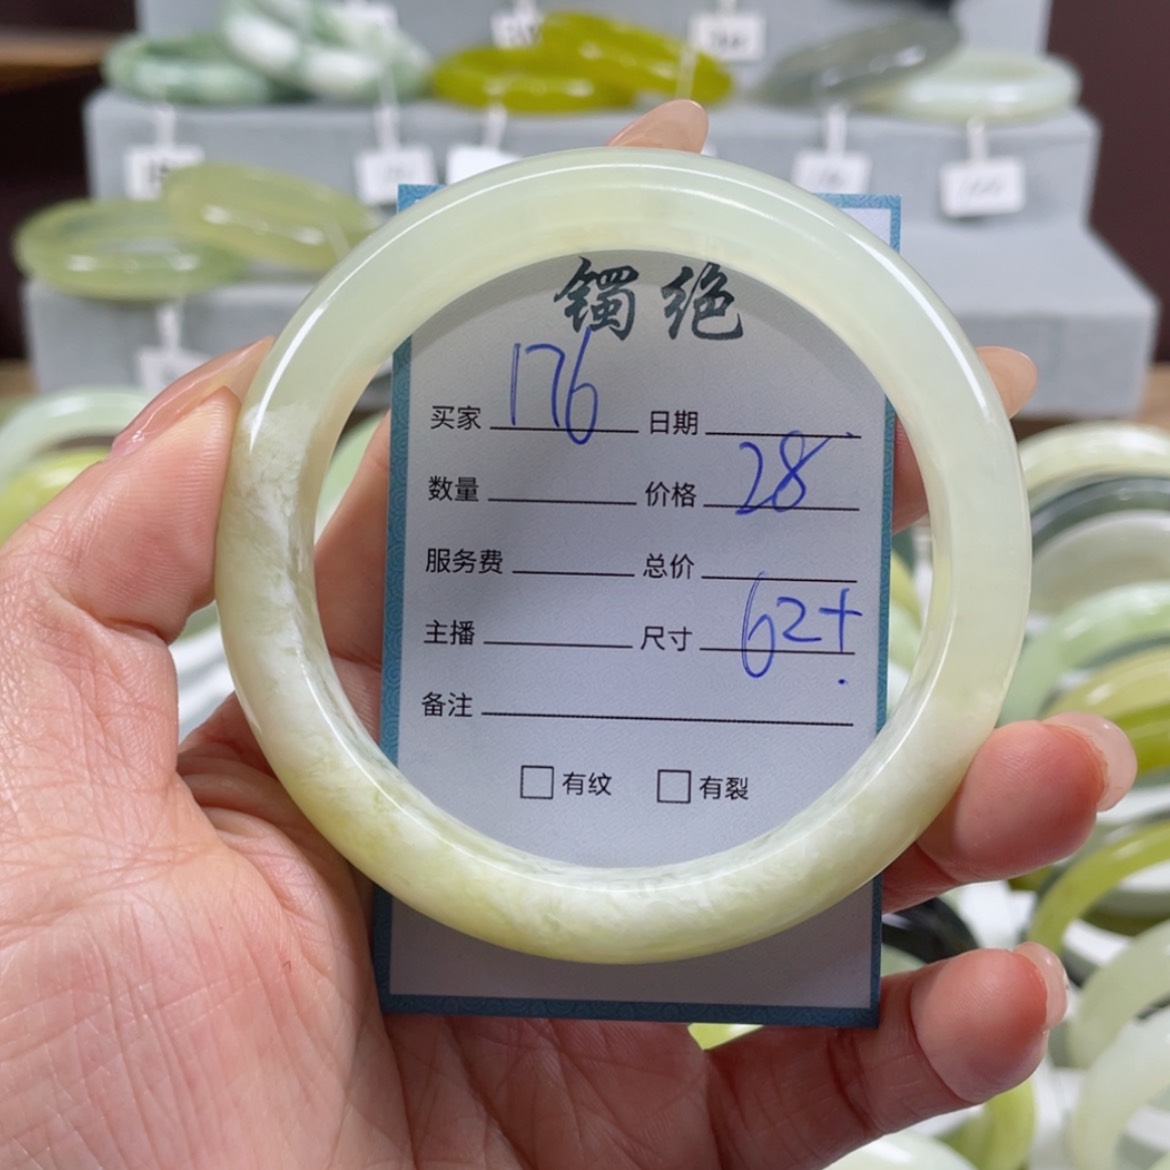 镯绝
买家 176 日期
数量 价格 28
服务费 总价
主播 尺寸 62+
备注
□有纹 □有裂